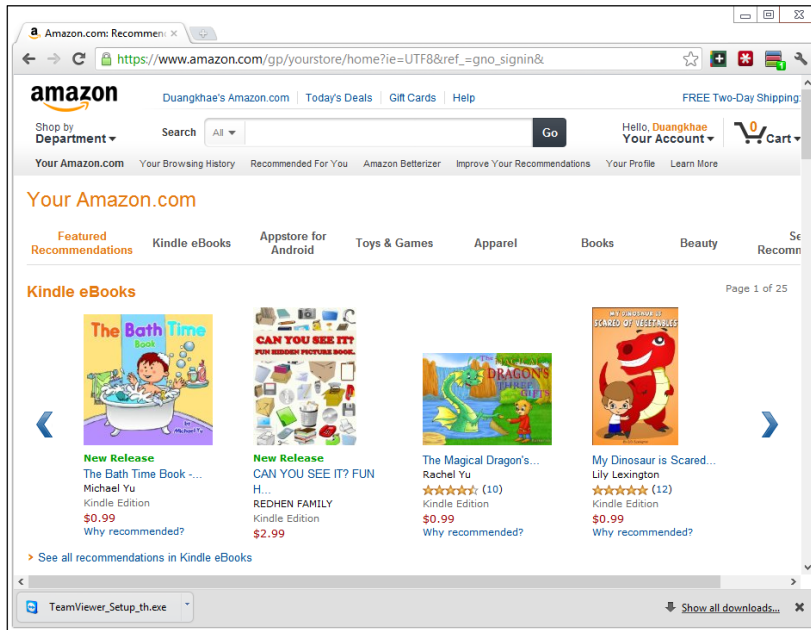 Amazon.com: Recommen
https://www.amazon.com/gp/yourstore/home?ie=UTF8&ref_=gno_signin&
amazon
Duangkhae's Amazon.com Today's Deals Gift Cards Help FREE Two-Day Shipping:
Shop by
Department
Search All Go
Hello, Duangkhae
Your Account
0
Cart
Your Amazon.com Your Browsing History Recommended For You Amazon Betterizer Improve Your Recommendations Your Profile Learn More
Your Amazon.com
Featured
Recommendations
Kindle eBooks
Appstore for
Android
Toys & Games
Apparel
Books
Beauty
Se
Recomm
Kindle eBooks
Page 1 of 25
The Bath Time
Book
by
Michael Yu
New Release
The Bath Time Book -...
Michael Yu
Kindle Edition
$0.99
Why recommended?
CAN YOU SEE IT?
FUN HIDDEN PICTURE BOOK.
New Release
CAN YOU SEE IT? FUN
H...
REDHEN FAMILY
Kindle Edition
$2.99
The MAGICAL
DRAGON'S
THREE
GIFTS
The Magical Dragon's...
Rachel Yu
(10)
Kindle Edition
$0.99
Why recommended?
MY DINOSAUR IS
SCARED OF VEGETABLES
My Dinosaur is Scared...
Lily Lexington
(12)
Kindle Edition
$0.99
Why recommended?
See all recommendations in Kindle eBooks
TeamViewer_Setup_th.exe
Show all downloads...